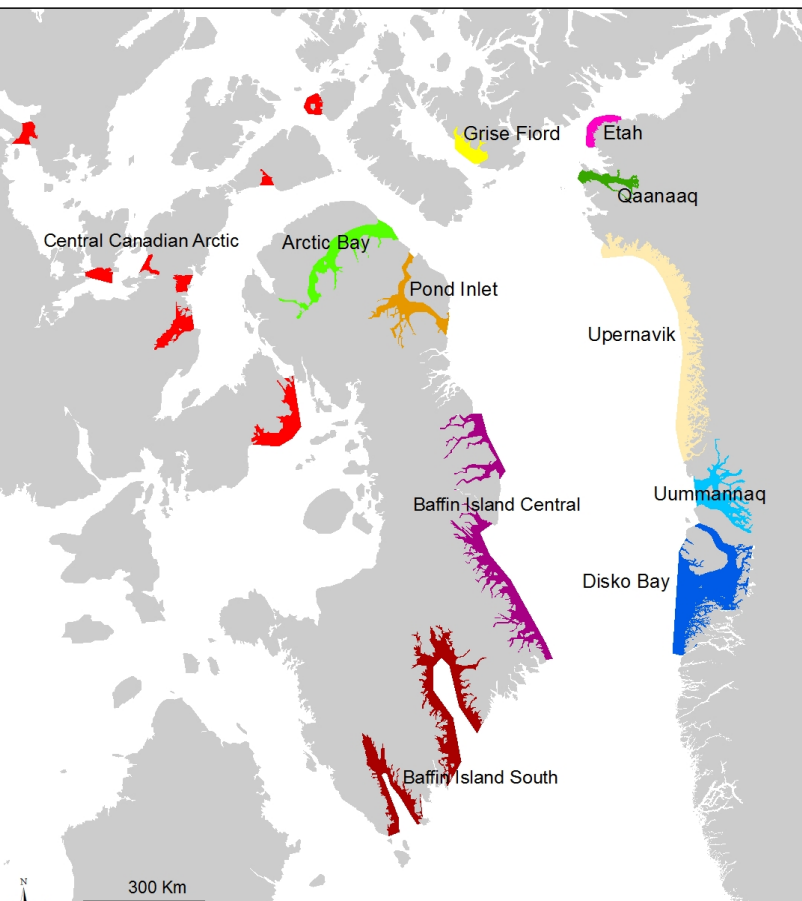 Grise Fiord
Etah
Qaanaaq
Central Canadian Arctic
Arctic Bay
Pond Inlet
Upernavik
Uummannaq
Baffin Island Central
Disko Bay
Baffin Island South
N
300 Km